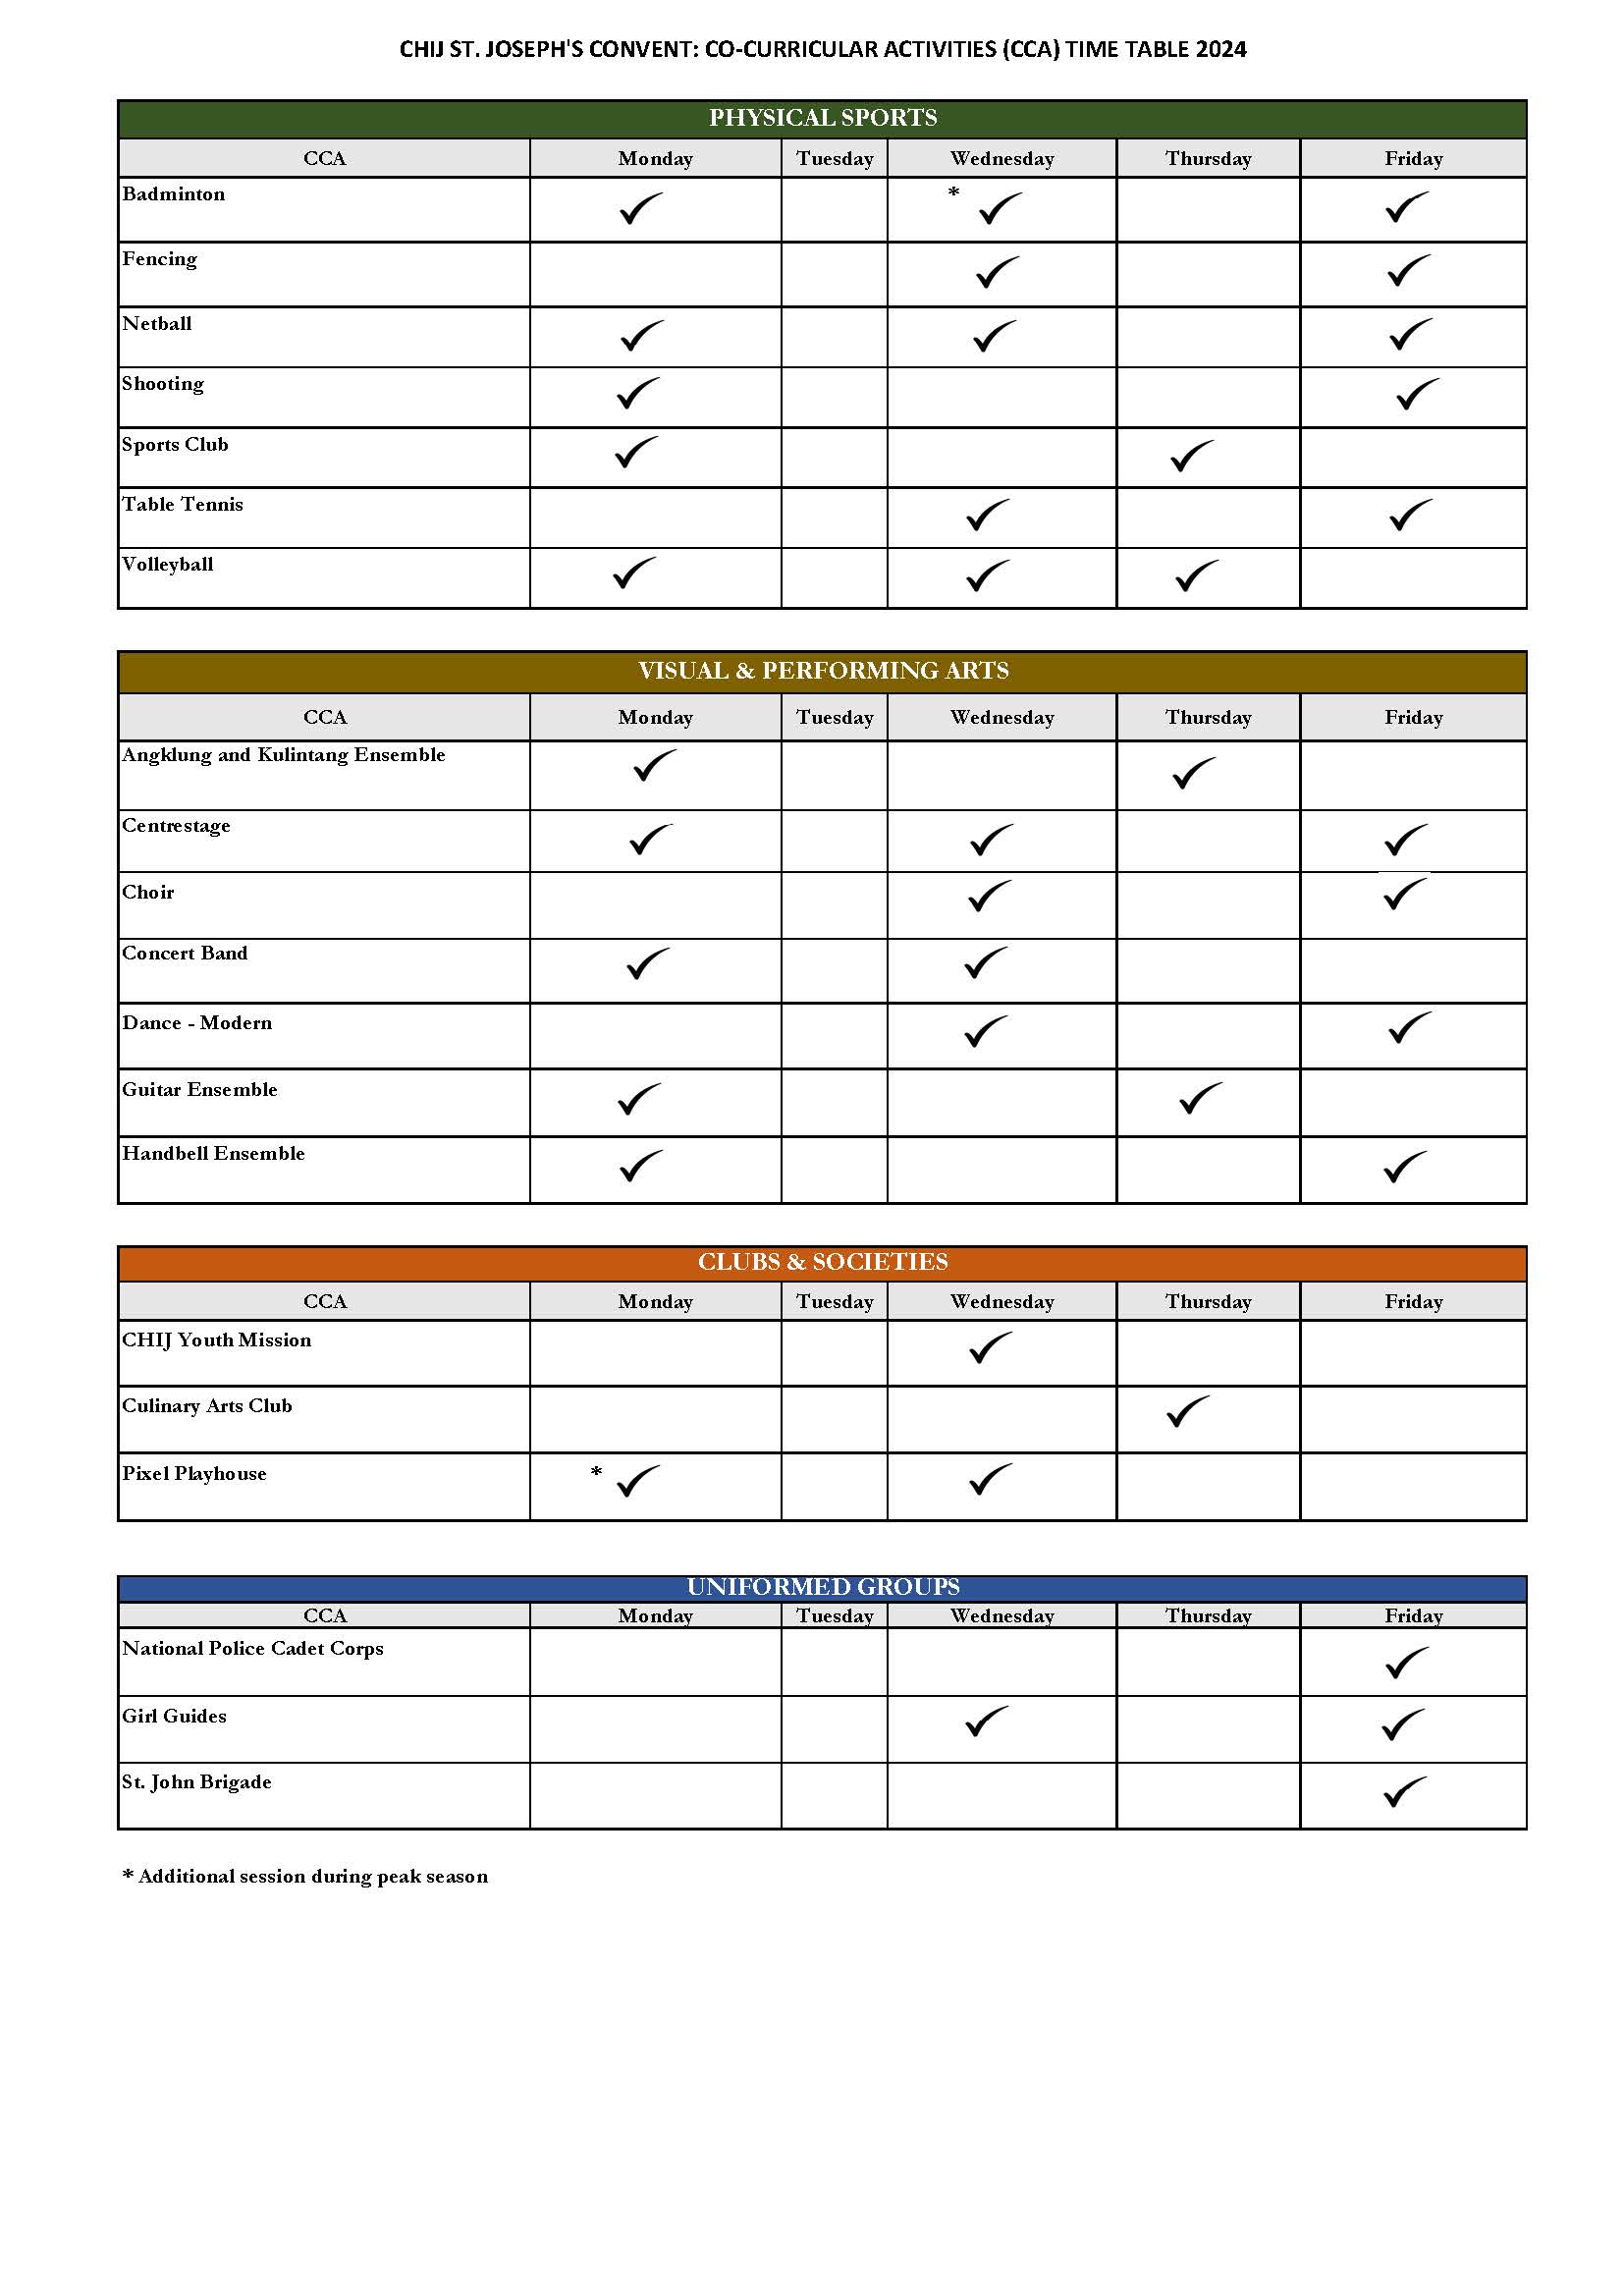 CHIJ ST. JOSEPH'S CONVENT: CO-CURRICULAR ACTIVITIES (CCA) TIME TABLE 2024
PHYSICAL SPORTS
CCA Monday Tuesday Wednesday Thursday Friday
Badminton ✓ * ✓ ✓
Fencing ✓ ✓
Netball ✓ ✓ ✓
Shooting ✓ ✓
Sports Club ✓ ✓
Table Tennis ✓ ✓
Volleyball ✓ ✓ ✓
VISUAL & PERFORMING ARTS
CCA Monday Tuesday Wednesday Thursday Friday
Angklung and Kulintang Ensemble ✓ ✓
Centrestage ✓ ✓ ✓
Choir ✓ ✓
Concert Band ✓ ✓
Dance - Modern ✓ ✓
Guitar Ensemble ✓ ✓
Handbell Ensemble ✓ ✓
CLUBS & SOCIETIES
CCA Monday Tuesday Wednesday Thursday Friday
CHIJ Youth Mission ✓
Culinary Arts Club ✓
Pixel Playhouse * ✓ ✓
UNIFORMED GROUPS
CCA Monday Tuesday Wednesday Thursday Friday
National Police Cadet Corps ✓
Girl Guides ✓ ✓
St. John Brigade ✓
* Additional session during peak season